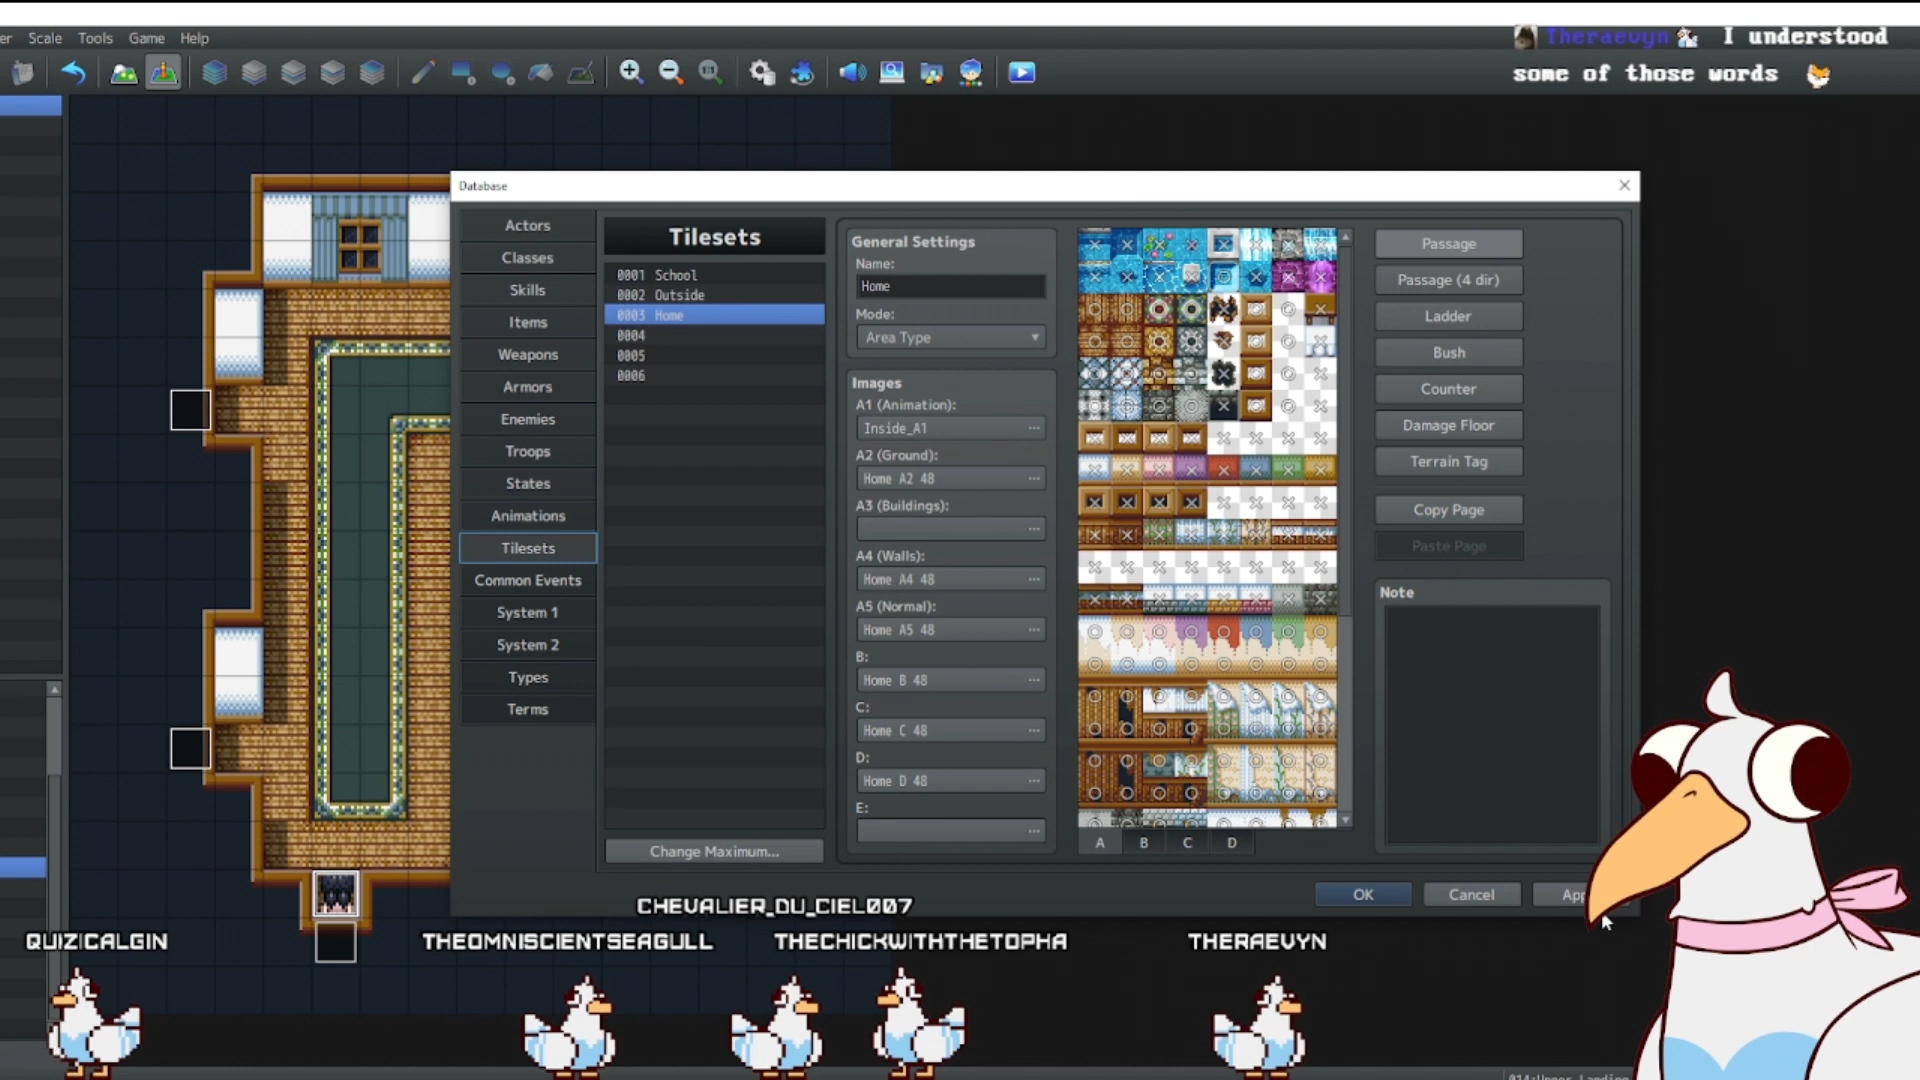 Scale Tools Game Help
Theraevyn I understood
some of those words
Database
Actors
Classes
Skills
Items
Weapons
Armors
Enemies
Troops
States
Animations
Tilesets
Common Events
System 1
System 2
Types
Terms
Tilesets
0001 School
0002 Outside
0003 Home
0004
0005
0006
Change Maximum...
General Settings
Name:
Home
Mode:
Area Type
Images
A1 (Animation):
Inside_A1 ...
A2 (Ground):
Home A2 48 ...
A3 (Buildings):
...
A4 (Walls):
Home A4 48 ...
A5 (Normal):
Home A5 48 ...
B:
Home B 48 ...
C:
Home C 48 ...
D:
Home D 48 ...
E:
...
A B C D
Passage
Passage (4 dir)
Ladder
Bush
Counter
Damage Floor
Terrain Tag
Copy Page
Paste Page
Note
OK Cancel App
CHEVALIER_DU_CIEL007
QUIZICALGIN THEOMNISCIENTSEAGULL THECHICKWITHTHETOPHA THERAEVYN